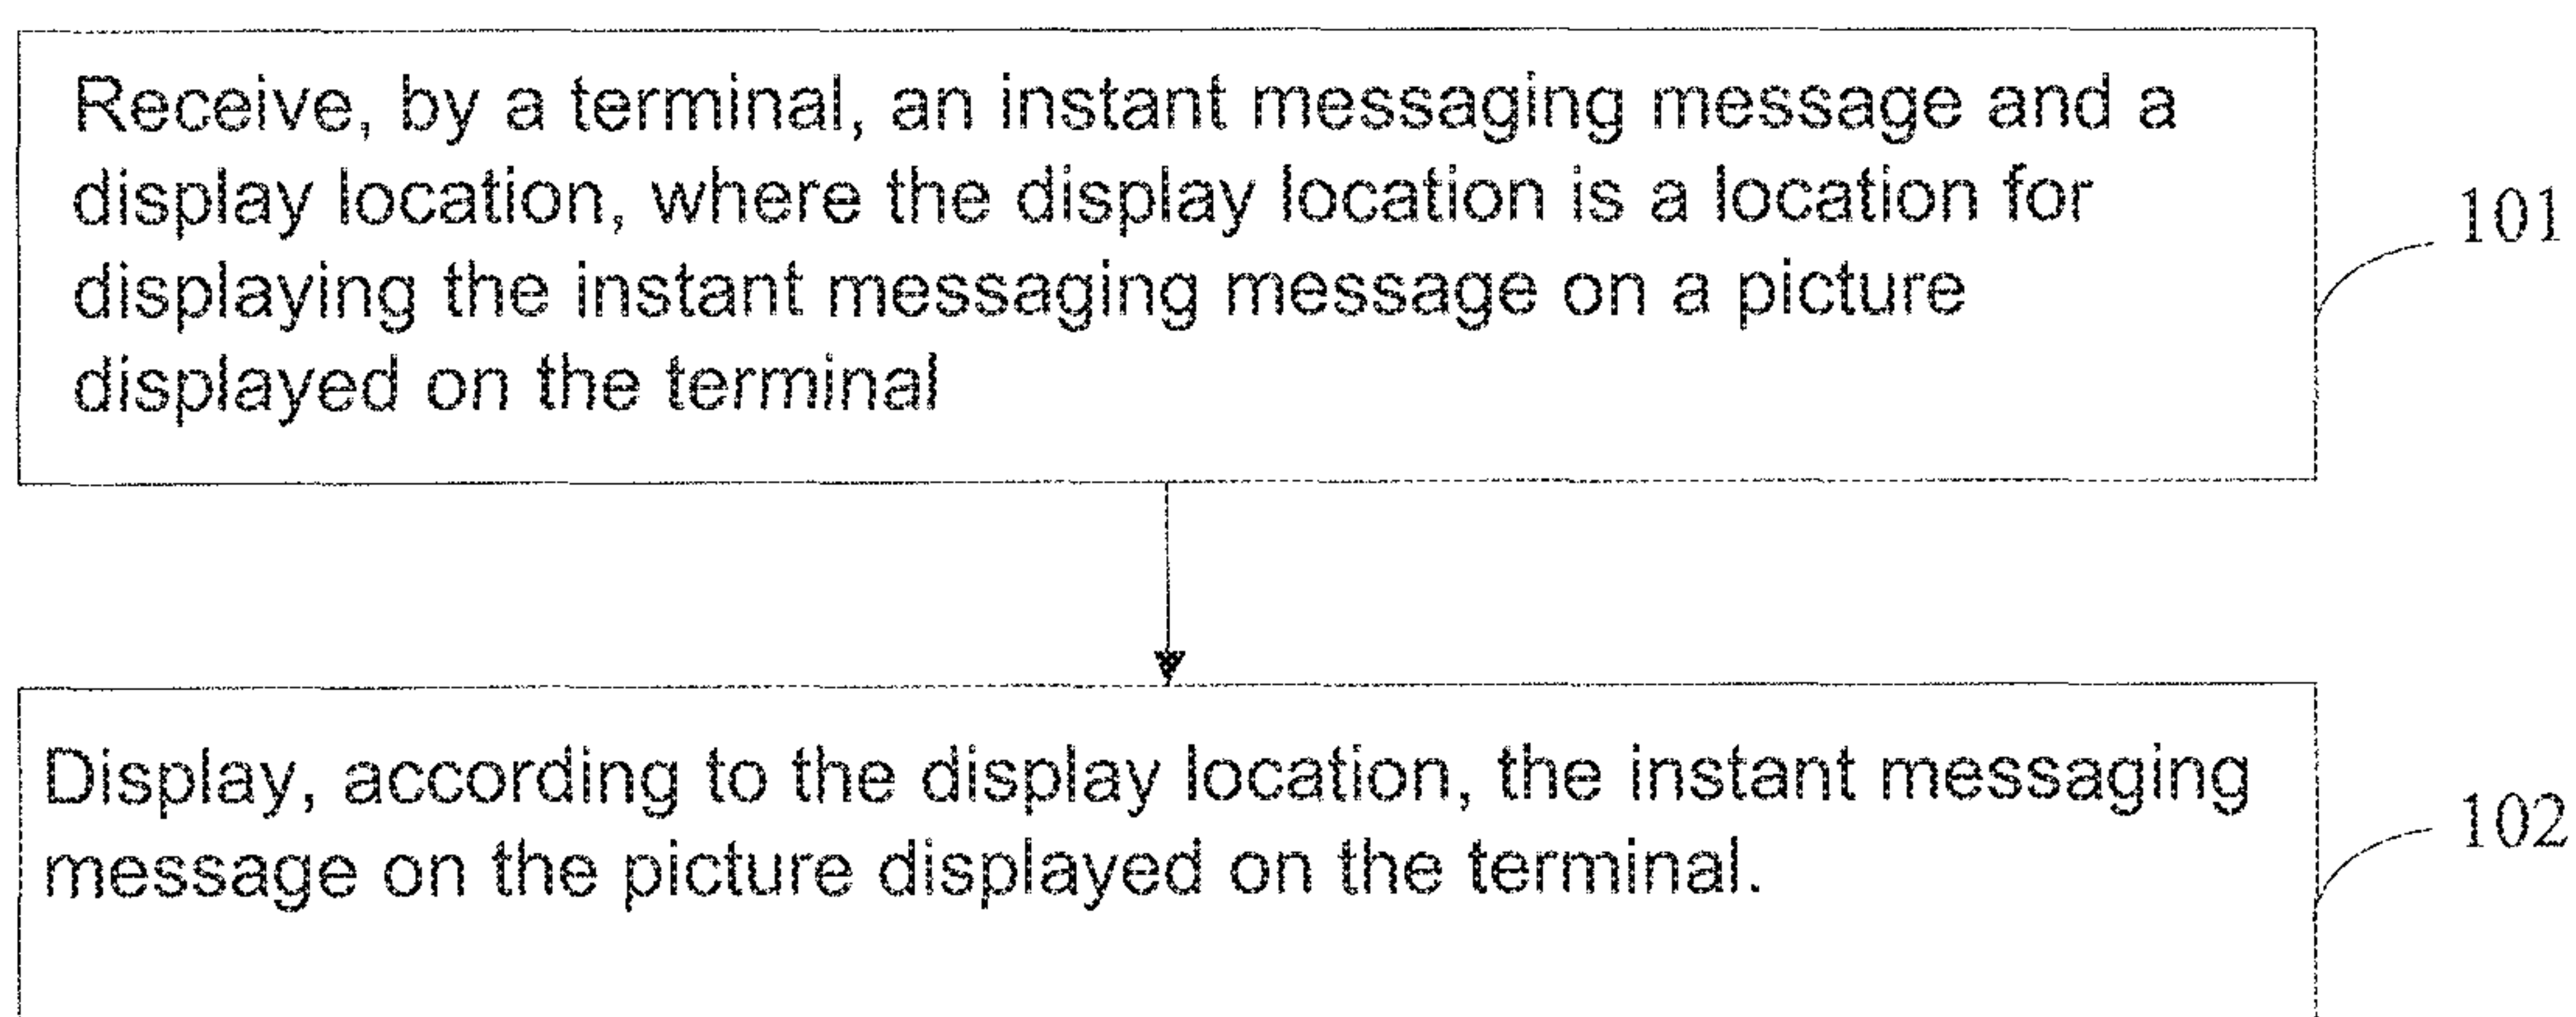 Receive, by a terminal, an instant messaging message and a
display location, where the display location is a location for
displaying the instant messaging message on a picture
displayed on the terminal
101
Display, according to the display location, the instant messaging
message on the picture displayed on the terminal.
102